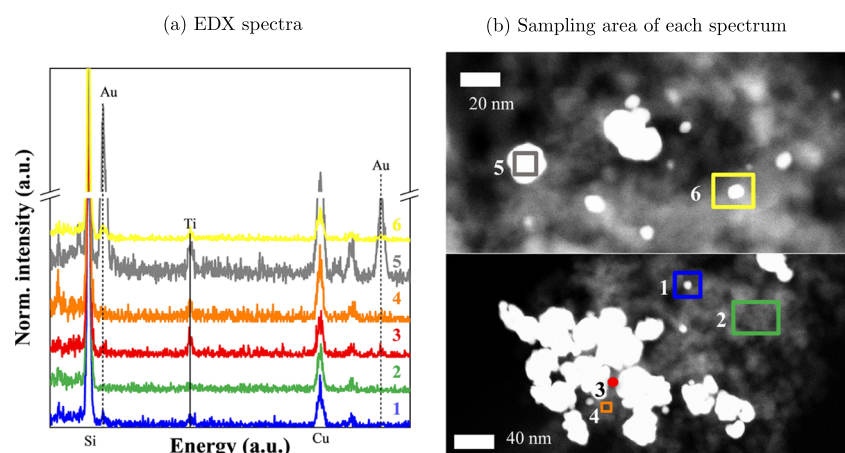 (a) EDX spectra
(b) Sampling area of each spectrum
Norm. intensity (a.u.)
Au
Au
Ti
6
5
4
3
2
1
Si
Energy (a.u.)
Cu
20 nm
5
6
1
2
3
4
40 nm